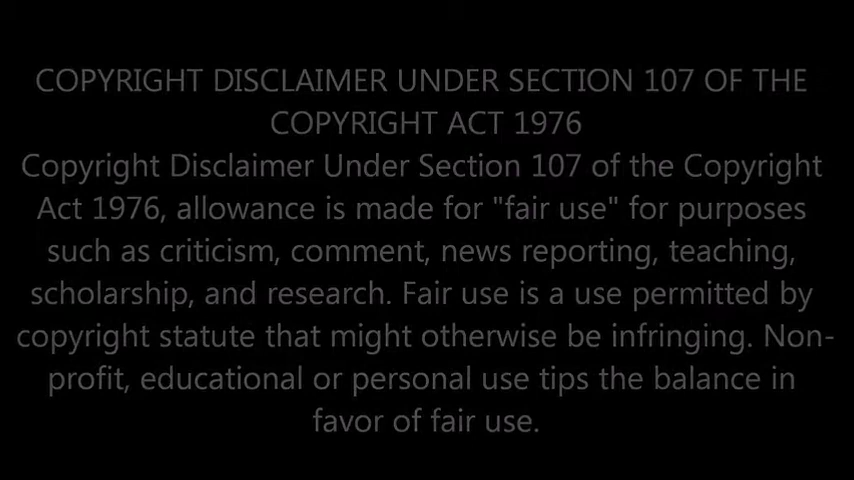 COPYRIGHT DISCLAIMER UNDER SECTION 107 OF THE
COPYRIGHT ACT 1976
Copyright Disclaimer Under Section 107 of the Copyright
Act 1976, allowance is made for "fair use" for purposes
such as criticism, comment, news reporting, teaching,
scholarship, and research. Fair use is a use permitted by
copyright statute that might otherwise be infringing. Non-
profit, educational or personal use tips the balance in
favor of fair use.